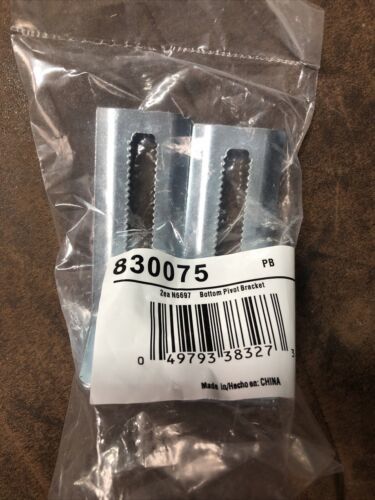 830075 PB
2ea N6697 Bottom Pivot Bracket
0 49793 38327 3
Made in/Hecho en: CHINA